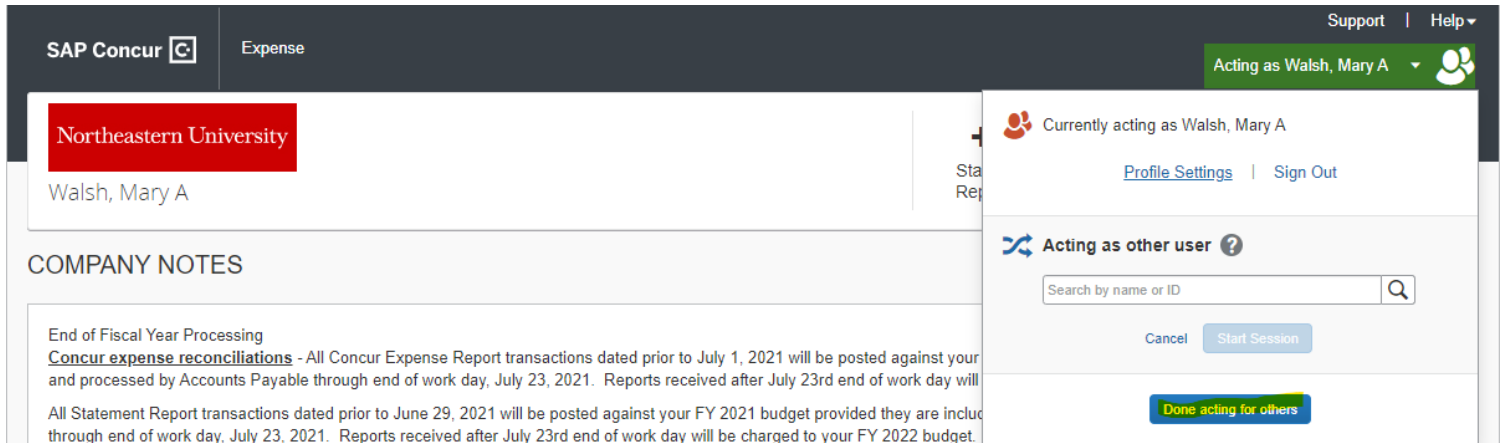 Support | Help
SAP Concur C Expense
Acting as Walsh, Mary A
Northeastern University
Walsh, Mary A
COMPANY NOTES
End of Fiscal Year Processing
Concur expense reconciliations - All Concur Expense Report transactions dated prior to July 1, 2021 will be posted against your
and processed by Accounts Payable through end of work day, July 23, 2021. Reports received after July 23rd end of work day will
All Statement Report transactions dated prior to June 29, 2021 will be posted against your FY 2021 budget provided they are includ
through end of work day, July 23, 2021. Reports received after July 23rd end of work day will be charged to your FY 2022 budget.
+
Sta
Rep
Currently acting as Walsh, Mary A
Profile Settings | Sign Out
Acting as other user ?
Search by name or ID
Cancel Start Session
Done acting for others